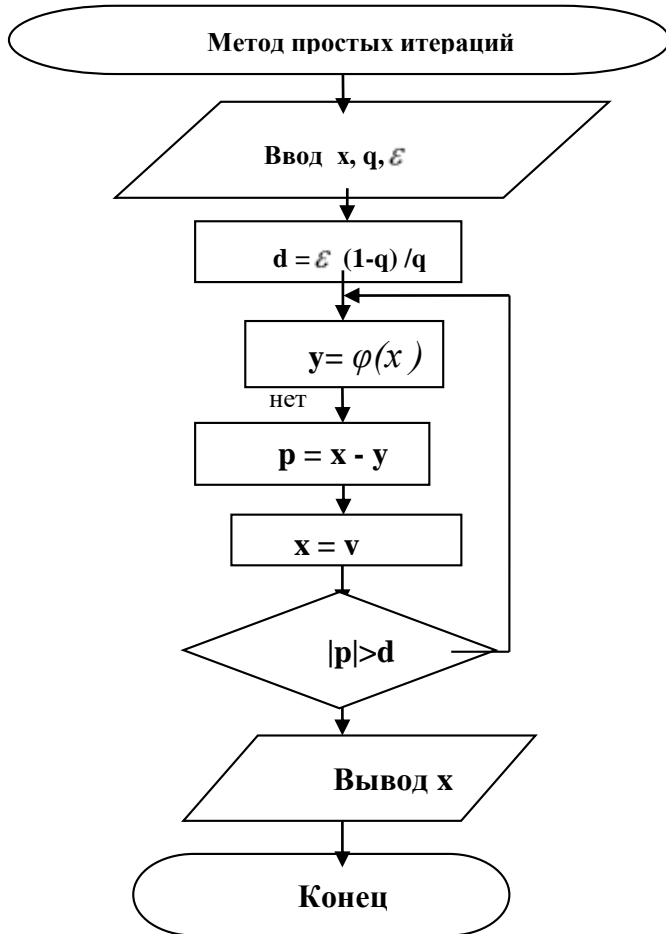 Метод простых итераций
Ввод x, q, ε
d = ε (1-q) /q
y= φ(x )
нет
p = x - y
x = v
|p|>d
Вывод x
Конец